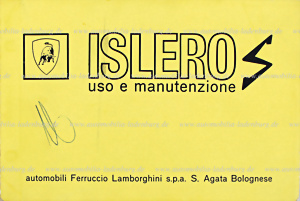 ISLERO S
uso e manutenzione
automobili Ferruccio Lamborghini s.p.a. S. Agata Bolognese